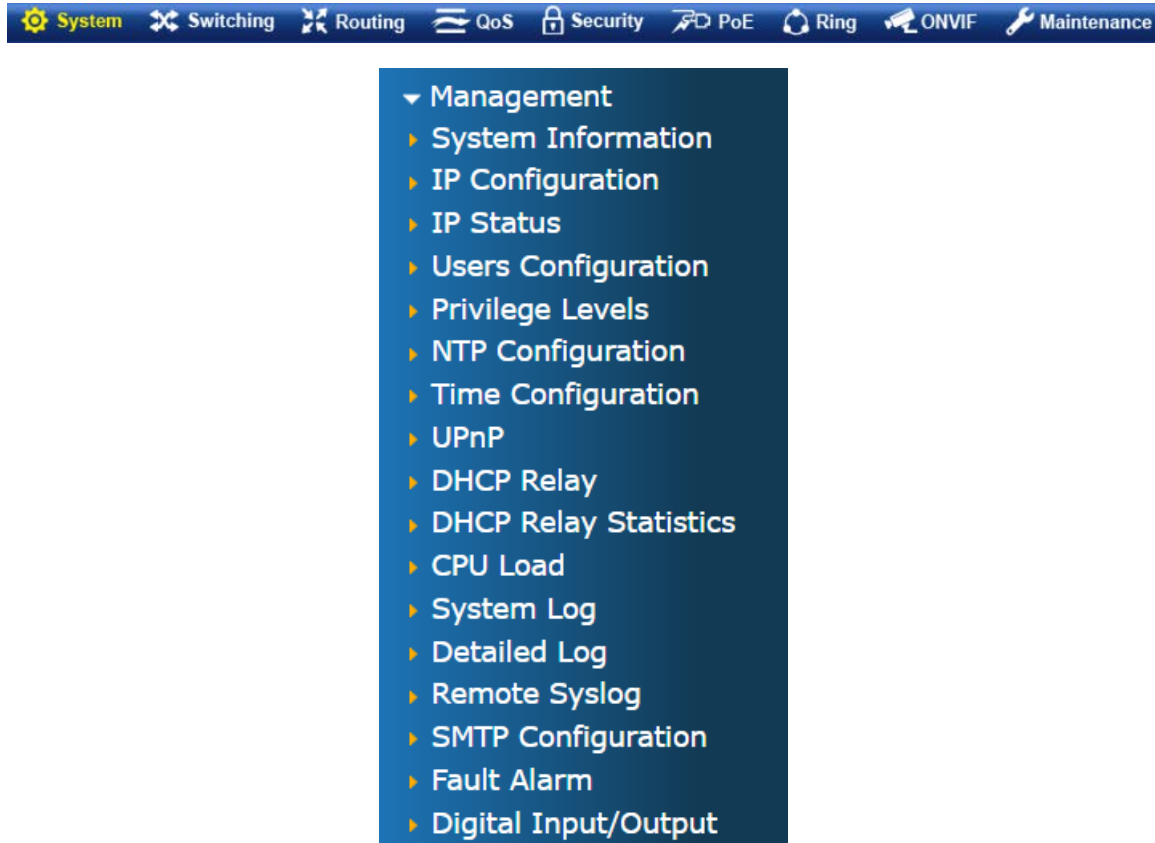 System Switching Routing QoS Security PoE Ring ONVIF Maintenance
Management
System Information
IP Configuration
IP Status
Users Configuration
Privilege Levels
NTP Configuration
Time Configuration
UPnP
DHCP Relay
DHCP Relay Statistics
CPU Load
System Log
Detailed Log
Remote Syslog
SMTP Configuration
Fault Alarm
Digital Input/Output